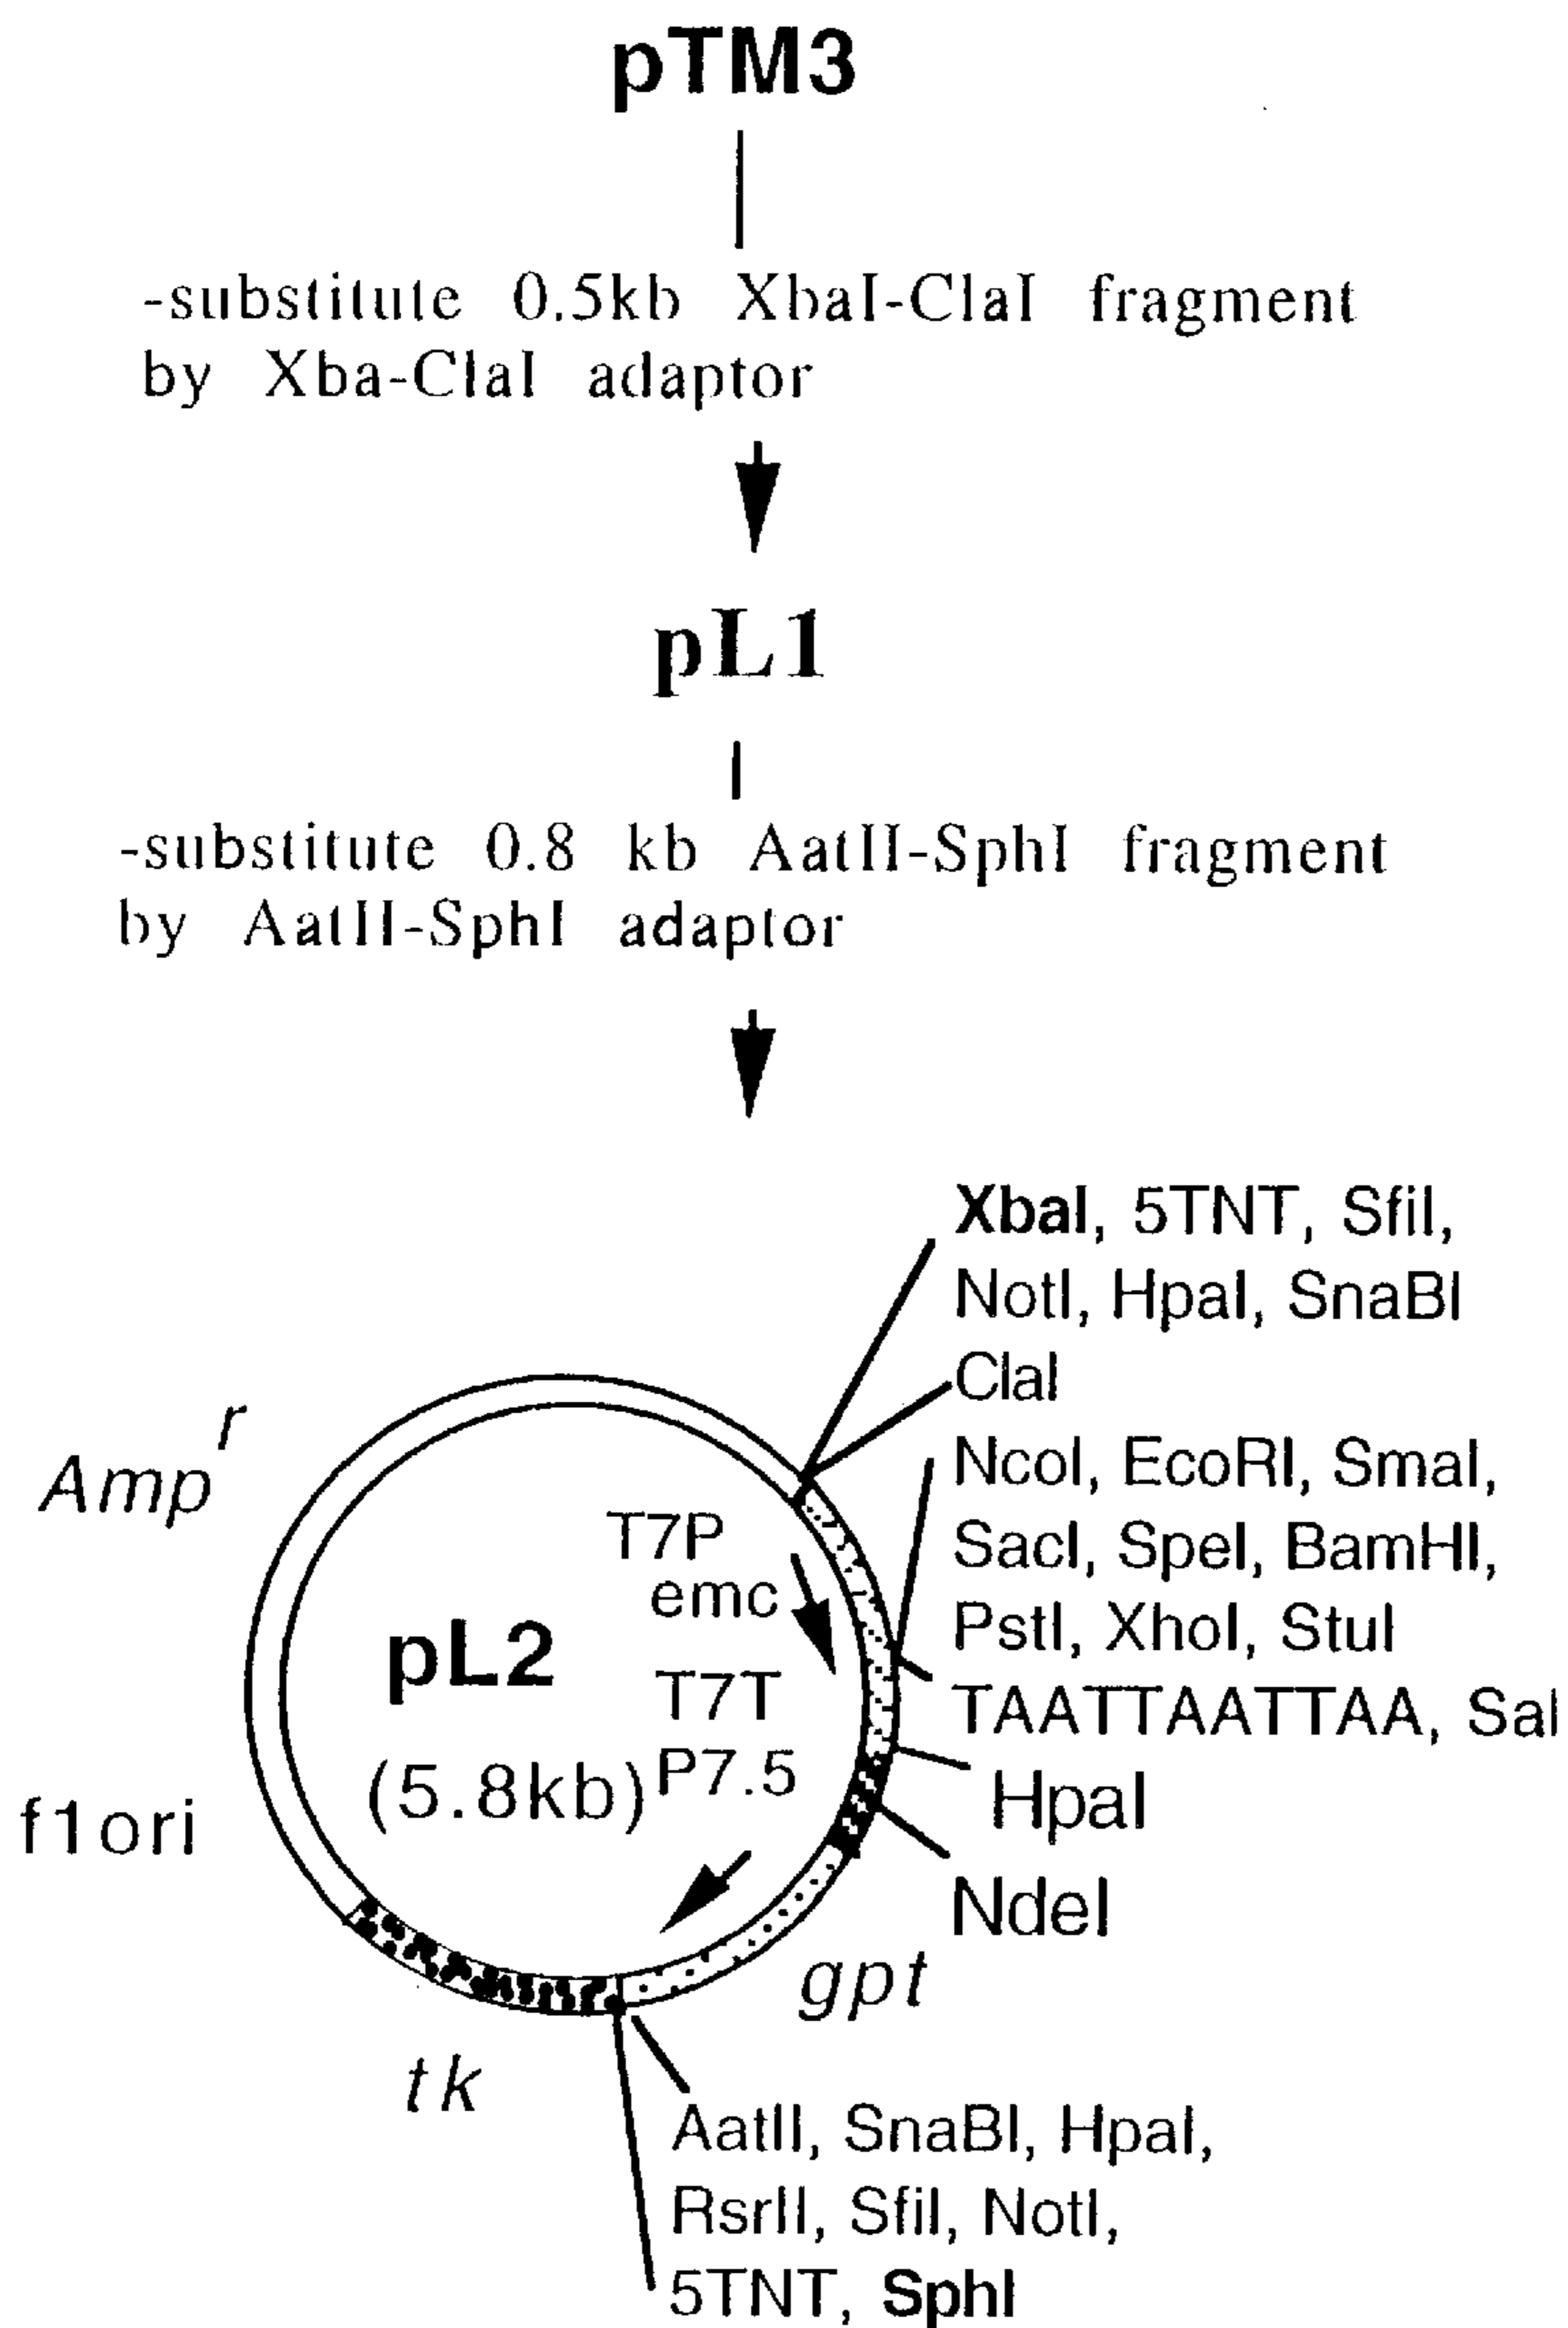 pTM3
-substitute 0.5kb XbaI-ClaI fragment
by Xba-ClaI adaptor
pL1
-substitute 0.8 kb AatII-SphI fragment
by AatII-SphI adaptor
XbaI, 5TNT, SfiI,
NotI, HpaI, SnaBI
ClaI
NcoI, EcoRI, SmaI,
SacI, SpeI, BamHI,
PstI, XhoI, StuI
TAATTAATTAA, Sal
HpaI
NdeI
Amp r
T7P
emc
pL2
T7T
(5.8kb)
P7.5
f1ori
gpt
tk
AatII, SnaBI, HpaI,
RsrII, SfiI, NotI,
5TNT, SphI